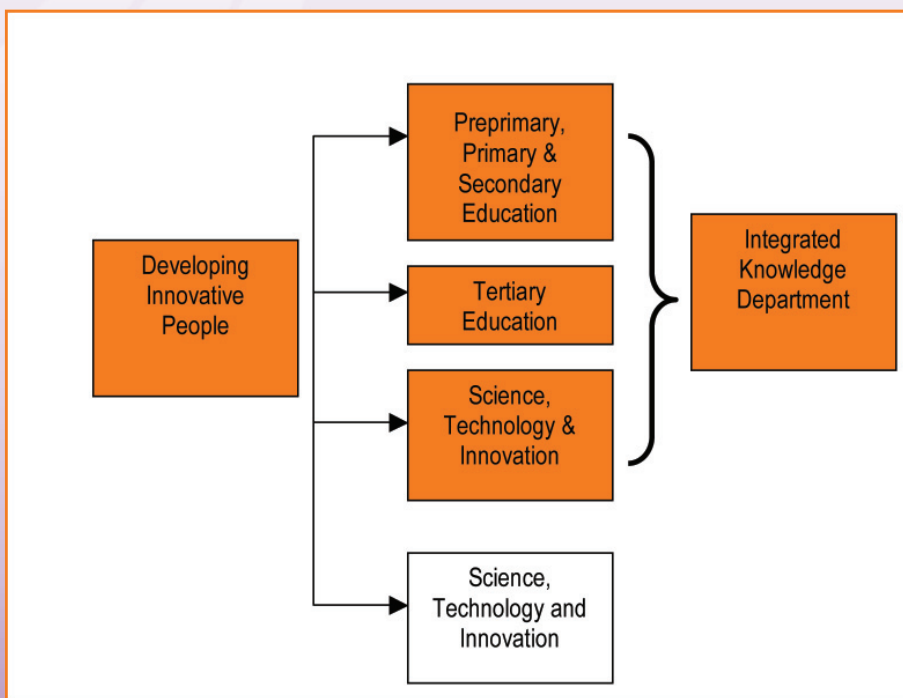 Developing
Innovative
People
Preprimary,
Primary &
Secondary
Education
Tertiary
Education
Science,
Technology &
Innovation
Science,
Technology and
Innovation
Integrated
Knowledge
Department